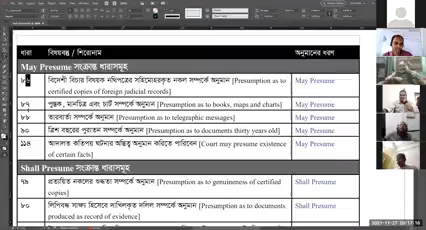 ধারা বিষয়বস্তু / শিরোনাম অনুমানের ধরণ
May Presume সংক্রান্ত ধারাসমূহ
৮৬ বিদেশী বিচার বিষয়ক নথিপত্রের সহিমোহরকৃত নকল সম্পর্কে অনুমান [Presumption as to May Presume
certified copies of foreign judicial records]
৮৭ পুস্তক, মানচিত্র এবং চার্ট সম্পর্কে অনুমান [Presumption as to books, maps and charts] May Presume
৮৮ তারবার্তা সম্পর্কে অনুমান [Presumption as to telegraphic messages] May Presume
৯০ ত্রিশ বছরের পুরাতন সম্পর্কে অনুমান [Presumption as to documents thirty years old] May Presume
১১৪ আদালত কতিপয় ঘটনার অস্তিত্ব অনুমান করিতে পারিবেন [Court may presume existence May Presume
of certain facts]
Shall Presume সংক্রান্ত ধারাসমূহ
৭৯ প্রত্যয়িত নকলের শুদ্ধতা সম্পর্কে অনুমান [Presumption as to genuineness of certified Shall Presume
copies]
৮০ লিপিবদ্ধ সাক্ষ্য হিসেবে দাখিলকৃত দলিল সম্পর্কে অনুমান [Presumption as to documents Shall Presume
produced as record of evidence]
2021-11-27 20:17:16